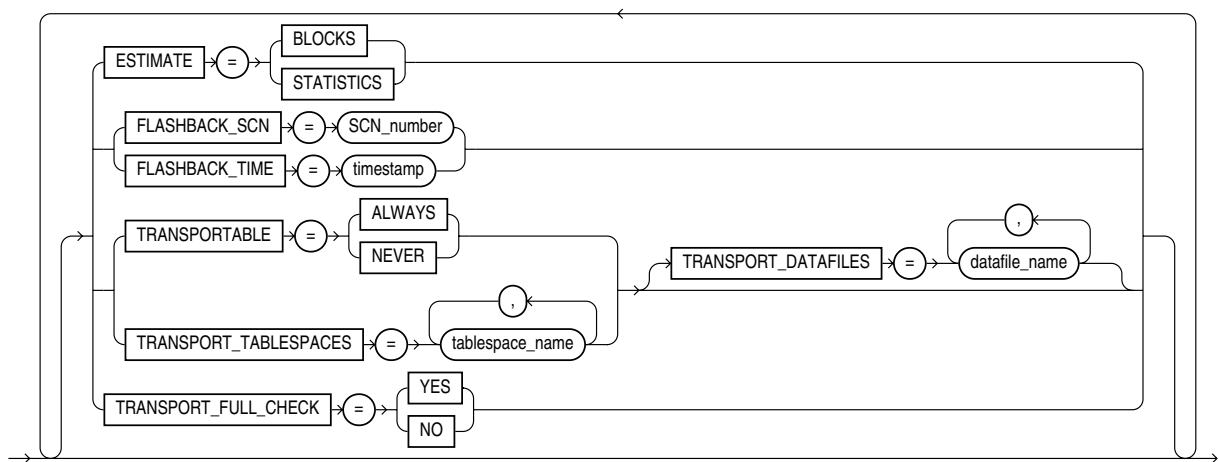 BLOCKS
ESTIMATE =
STATISTICS
FLASHBACK_SCN = SCN_number
FLASHBACK_TIME = timestamp
ALWAYS
TRANSPORTABLE =
NEVER
,
TRANSPORT_DATAFILES = datafile_name
,
TRANSPORT_TABLESPACES = tablespace_name
YES
TRANSPORT_FULL_CHECK =
NO